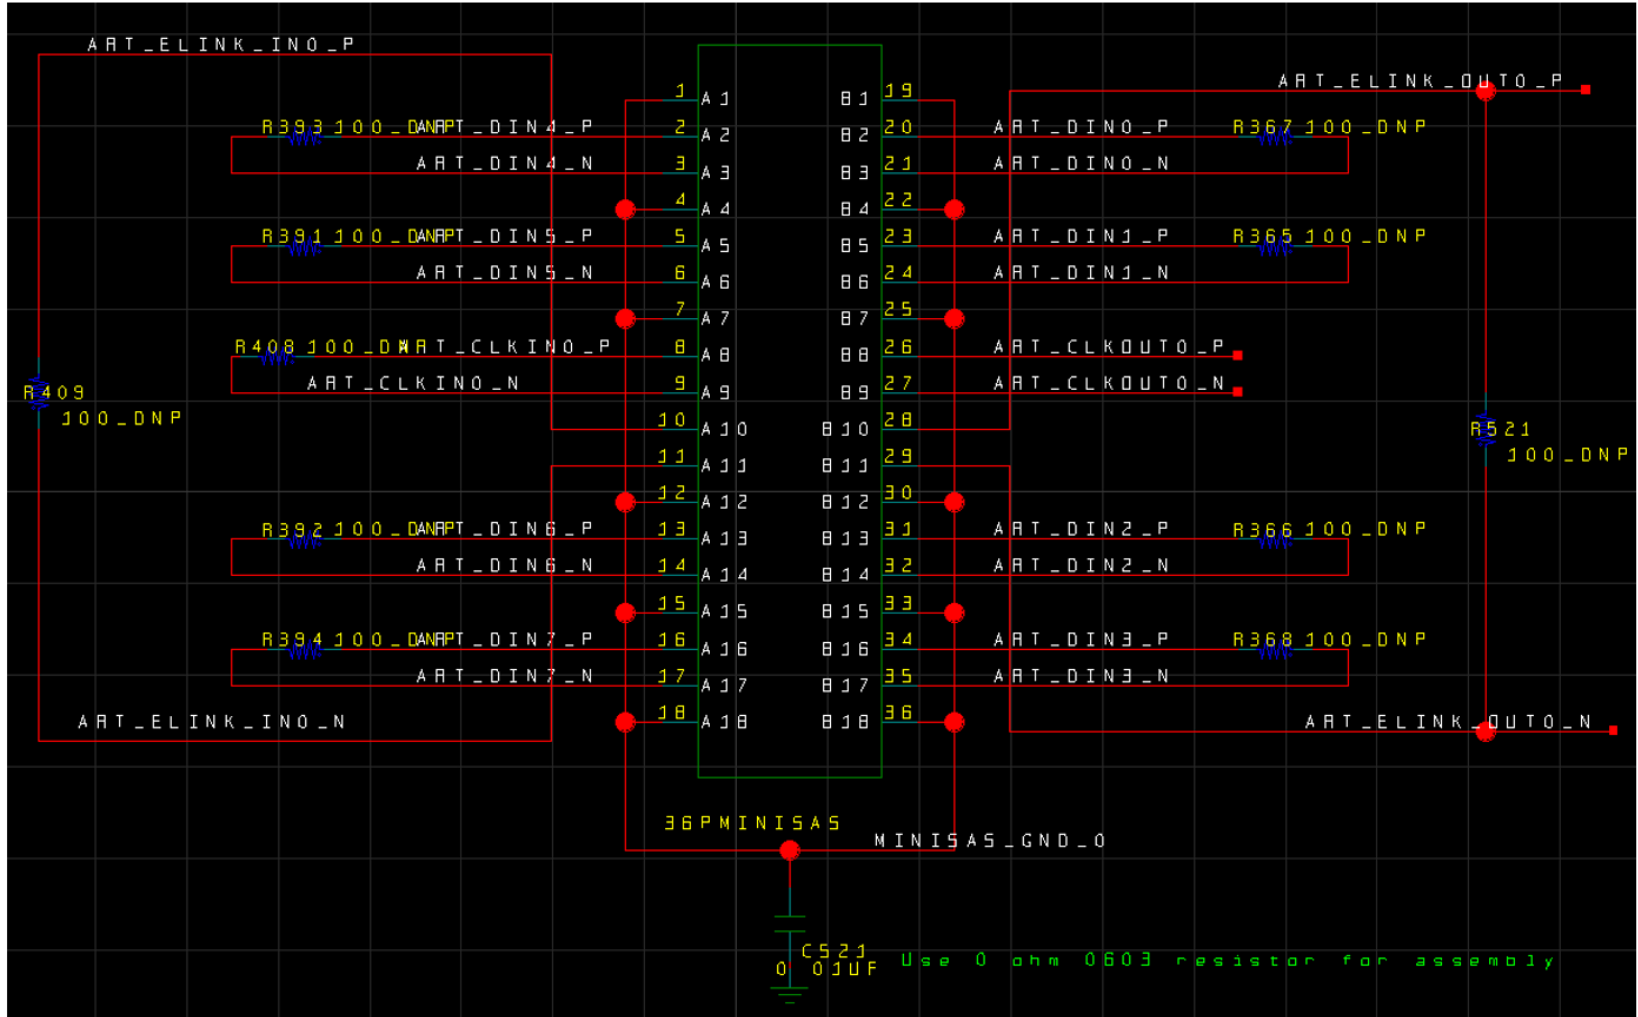 ART_ELINK_IN0_P
ART_ELINK_OUT0_P
1 A1 B1 19
R393 100_DNP ART_DIN4_P 2 A2 B2 20 ART_DIN0_P R367 100_DNP
ART_DIN4_N 3 A3 B3 21 ART_DIN0_N
4 A4 B4 22
R391 100_DNP ART_DIN5_P 5 A5 B5 23 ART_DIN1_P R365 100_DNP
ART_DIN5_N 6 A6 B6 24 ART_DIN1_N
7 A7 B7 25
R408 100_DNP ART_CLKIN0_P 8 A8 B8 26 ART_CLKOUT0_P
ART_CLKIN0_N 9 A9 B9 27 ART_CLKOUT0_N
R409
100_DNP
10 A10 B10 28
R521
100_DNP
11 A11 B11 29
12 A12 B12 30
R392 100_DNP ART_DIN6_P 13 A13 B13 31 ART_DIN2_P R366 100_DNP
ART_DIN6_N 14 A14 B14 32 ART_DIN2_N
15 A15 B15 33
R394 100_DNP ART_DIN7_P 16 A16 B16 34 ART_DIN3_P R368 100_DNP
ART_DIN7_N 17 A17 B17 35 ART_DIN3_N
ART_ELINK_IN0_N 18 A18 B18 36 ART_ELINK_OUT0_N
36PMINISAS
MINISAS_GND_0
C521
0.01UF
Use 0 ohm 0603 resistor for assembly